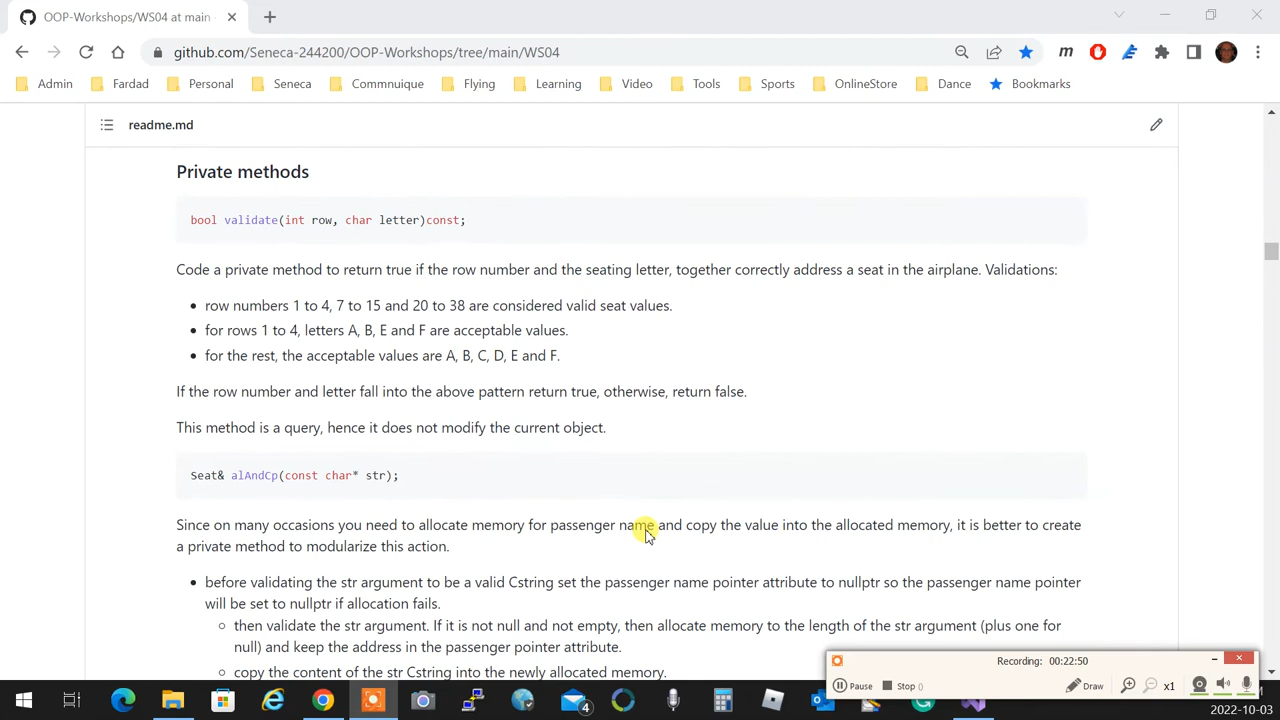 OOP-Workshops/WS04 at main
github.com/Seneca-244200/OOP-Workshops/tree/main/WS04
m
Admin Fardad Personal Seneca Commnuique Flying Learning Video Tools Sports OnlineStore Dance Bookmarks
readme.md
Private methods
bool validate(int row, char letter)const;
Code a private method to return true if the row number and the seating letter, together correctly address a seat in the airplane. Validations:
row numbers 1 to 4, 7 to 15 and 20 to 38 are considered valid seat values.
for rows 1 to 4, letters A, B, E and F are acceptable values.
for the rest, the acceptable values are A, B, C, D, E and F.
If the row number and letter fall into the above pattern return true, otherwise, return false.
This method is a query, hence it does not modify the current object.
Seat& alAndCp(const char* str);
Since on many occasions you need to allocate memory for passenger name and copy the value into the allocated memory, it is better to create
a private method to modularize this action.
before validating the str argument to be a valid Cstring set the passenger name pointer attribute to nullptr so the passenger name pointer
will be set to nullptr if allocation fails.
then validate the str argument. If it is not null and not empty, then allocate memory to the length of the str argument (plus one for
null) and keep the address in the passenger pointer attribute.
copy the content of the str Cstring into the newly allocated memory.
Recording: 00:22:50
Pause Stop Draw x1
4
2022-10-03